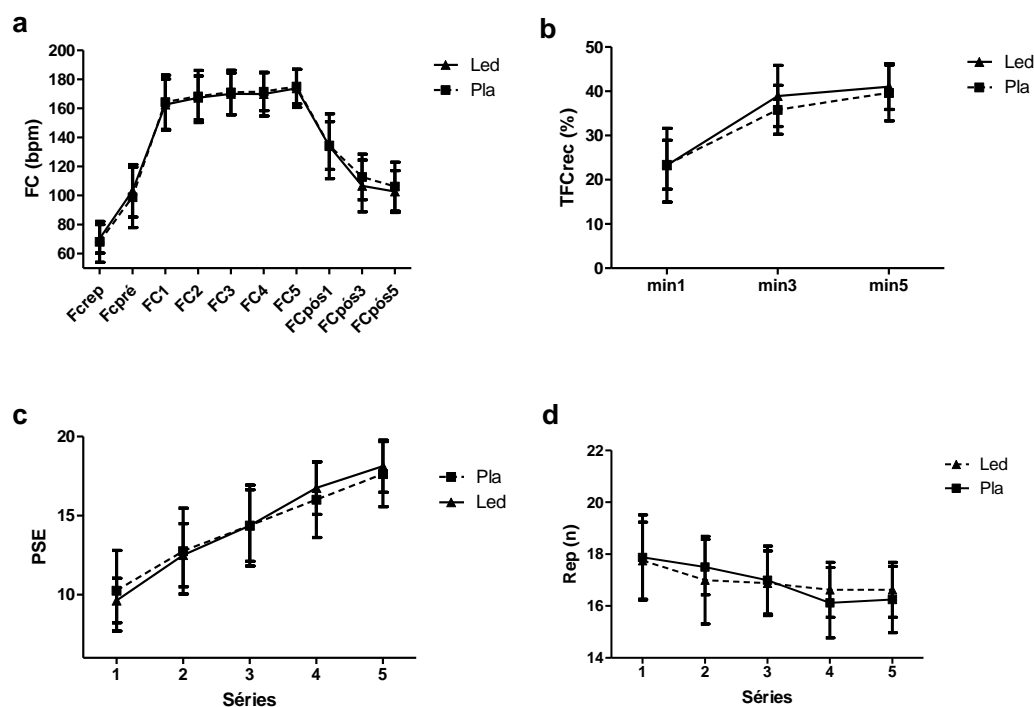 a
200
180
160
140
120
100
80
60
FC (bpm)
Fcrep
Fcpré
FC1
FC2
FC3
FC4
FC5
FCpós1
FCpós3
FCpós5
Led
Pla
b
50
40
30
20
10
0
TFCrec (%)
min1
min3
min5
Led
Pla
c
20
15
10
PSE
1 2 3 4 5
Séries
Pla
Led
d
22
20
18
16
14
Rep (n)
1 2 3 4 5
Séries
Led
Pla